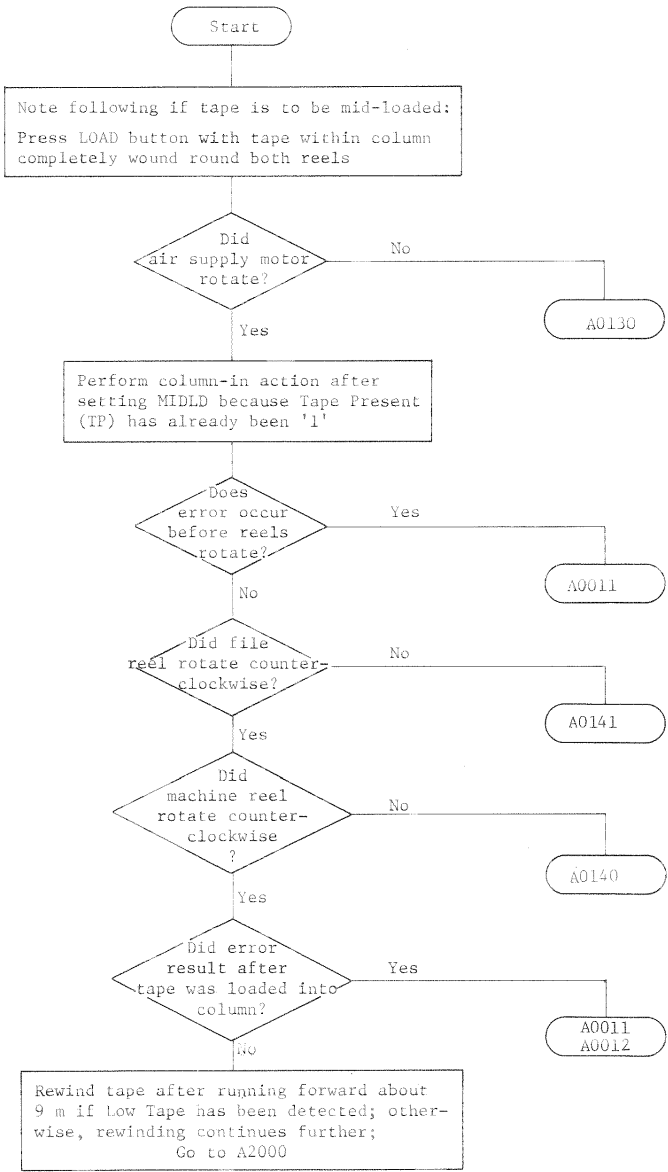 Start
Note following if tape is to be mid-loaded:
Press LOAD button with tape within column
completely wound round both reels
Did
air supply motor
rotate?
No
A0130
Yes
Perform column-in action after
setting MIDLD because Tape Present
(TP) has already been '1'
Does
error occur
before reels
rotate?
Yes
A0011
No
Did file
reel rotate counter-
clockwise?
No
A0141
Yes
Did
machine reel
rotate counter-
clockwise
?
No
A0140
Yes
Did error
result after
tape was loaded into
column?
Yes
A0011
A0012
No
Rewind tape after running forward about
9 m if Low Tape has been detected; other-
wise, rewinding continues further;
Go to A2000